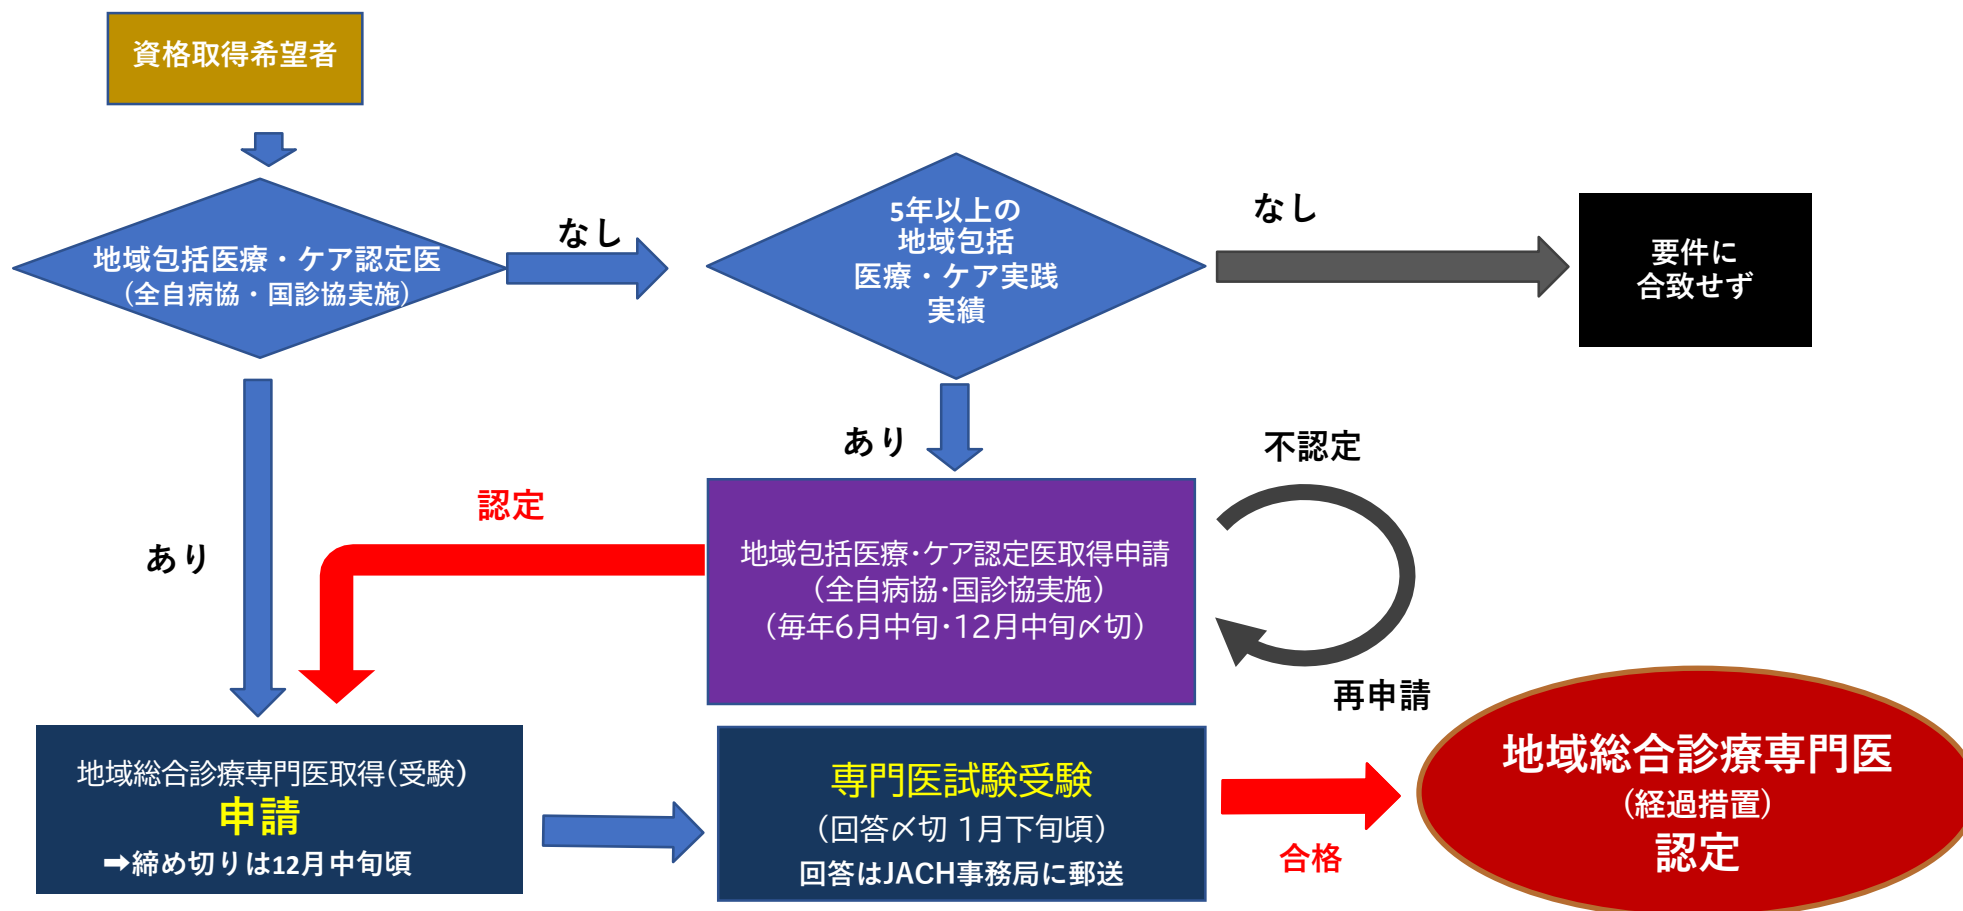 資格取得希望者
地域包括医療・ケア認定医
(全自病協・国診協実施)
なし
5年以上の
地域包括
医療・ケア実践
実績
なし
要件に
合致せず
あり
あり
不認定
再申請
認定
地域包括医療・ケア認定医取得申請
(全自病協・国診協実施)
(毎年6月中旬・12月中旬〆切)
地域総合診療専門医取得(受験)
申請
➡締め切りは12月中旬頃
専門医試験受験
(回答〆切 1月下旬頃)
回答はJACH事務局に郵送
合格
地域総合診療専門医
(経過措置)
認定